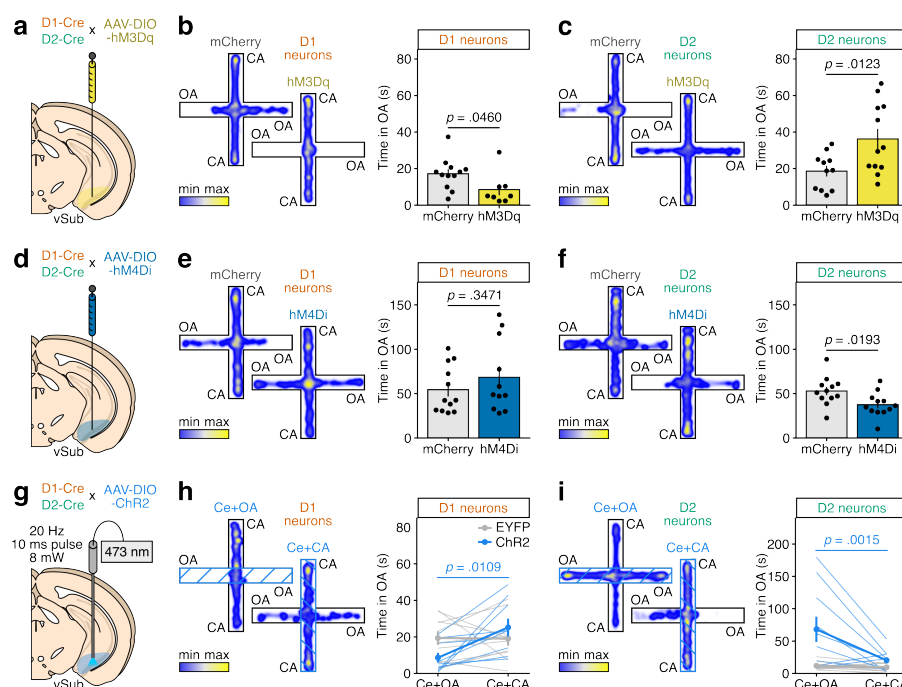 a
D1-Cre x AAV-DIO
D2-Cre -hM3Dq
vSub
b
mCherry
D1
neurons
CA
hM3Dq
CA
OA
OA
OA
OA
CA
CA
min max
D1 neurons
Time in OA (s)
80
60
40
20
0
p = .0460
mCherry hM3Dq
c
mCherry
D2
neurons
CA
hM3Dq
CA
OA
OA
OA
OA
CA
CA
min max
D2 neurons
Time in OA (s)
80
60
40
20
0
p = .0123
mCherry hM3Dq
d
D1-Cre x AAV-DIO
D2-Cre -hM4Di
vSub
e
mCherry
D1
neurons
CA
hM4Di
CA
OA
OA
OA
OA
CA
CA
min max
D1 neurons
Time in OA (s)
150
100
50
0
p = .3471
mCherry hM4Di
f
mCherry
D2
neurons
CA
hM4Di
CA
OA
OA
OA
OA
CA
CA
min max
D2 neurons
Time in OA (s)
150
100
50
0
p = .0193
mCherry hM4Di
g
D1-Cre x AAV-DIO
D2-Cre -ChR2
20 Hz
10 ms pulse
8 mW
473 nm
vSub
h
Ce+OA
D1
neurons
CA
Ce+CA
CA
OA
OA
OA
OA
CA
CA
min max
D1 neurons
Time in OA (s)
80
60
40
20
0
EYFP
ChR2
p = .0109
Ce+OA Ce+CA
i
Ce+OA
D2
neurons
CA
Ce+CA
CA
OA
OA
OA
OA
CA
CA
min max
D2 neurons
Time in OA (s)
200
150
100
50
0
p = .0015
Ce+OA Ce+CA